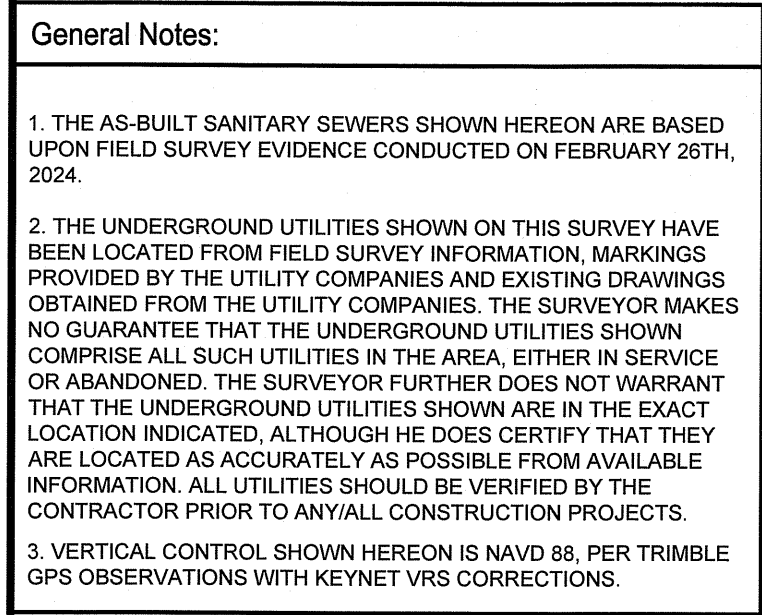 General Notes:
1. THE AS-BUILT SANITARY SEWERS SHOWN HEREON ARE BASED
UPON FIELD SURVEY EVIDENCE CONDUCTED ON FEBRUARY 26TH,
2024.
2. THE UNDERGROUND UTILITIES SHOWN ON THIS SURVEY HAVE
BEEN LOCATED FROM FIELD SURVEY INFORMATION, MARKINGS
PROVIDED BY THE UTILITY COMPANIES AND EXISTING DRAWINGS
OBTAINED FROM THE UTILITY COMPANIES. THE SURVEYOR MAKES
NO GUARANTEE THAT THE UNDERGROUND UTILITIES SHOWN
COMPRISE ALL SUCH UTILITIES IN THE AREA, EITHER IN SERVICE
OR ABANDONED. THE SURVEYOR FURTHER DOES NOT WARRANT
THAT THE UNDERGROUND UTILITIES SHOWN ARE IN THE EXACT
LOCATION INDICATED, ALTHOUGH HE DOES CERTIFY THAT THEY
ARE LOCATED AS ACCURATELY AS POSSIBLE FROM AVAILABLE
INFORMATION. ALL UTILITIES SHOULD BE VERIFIED BY THE
CONTRACTOR PRIOR TO ANY/ALL CONSTRUCTION PROJECTS.
3. VERTICAL CONTROL SHOWN HEREON IS NAVD 88, PER TRIMBLE
GPS OBSERVATIONS WITH KEYNET VRS CORRECTIONS.